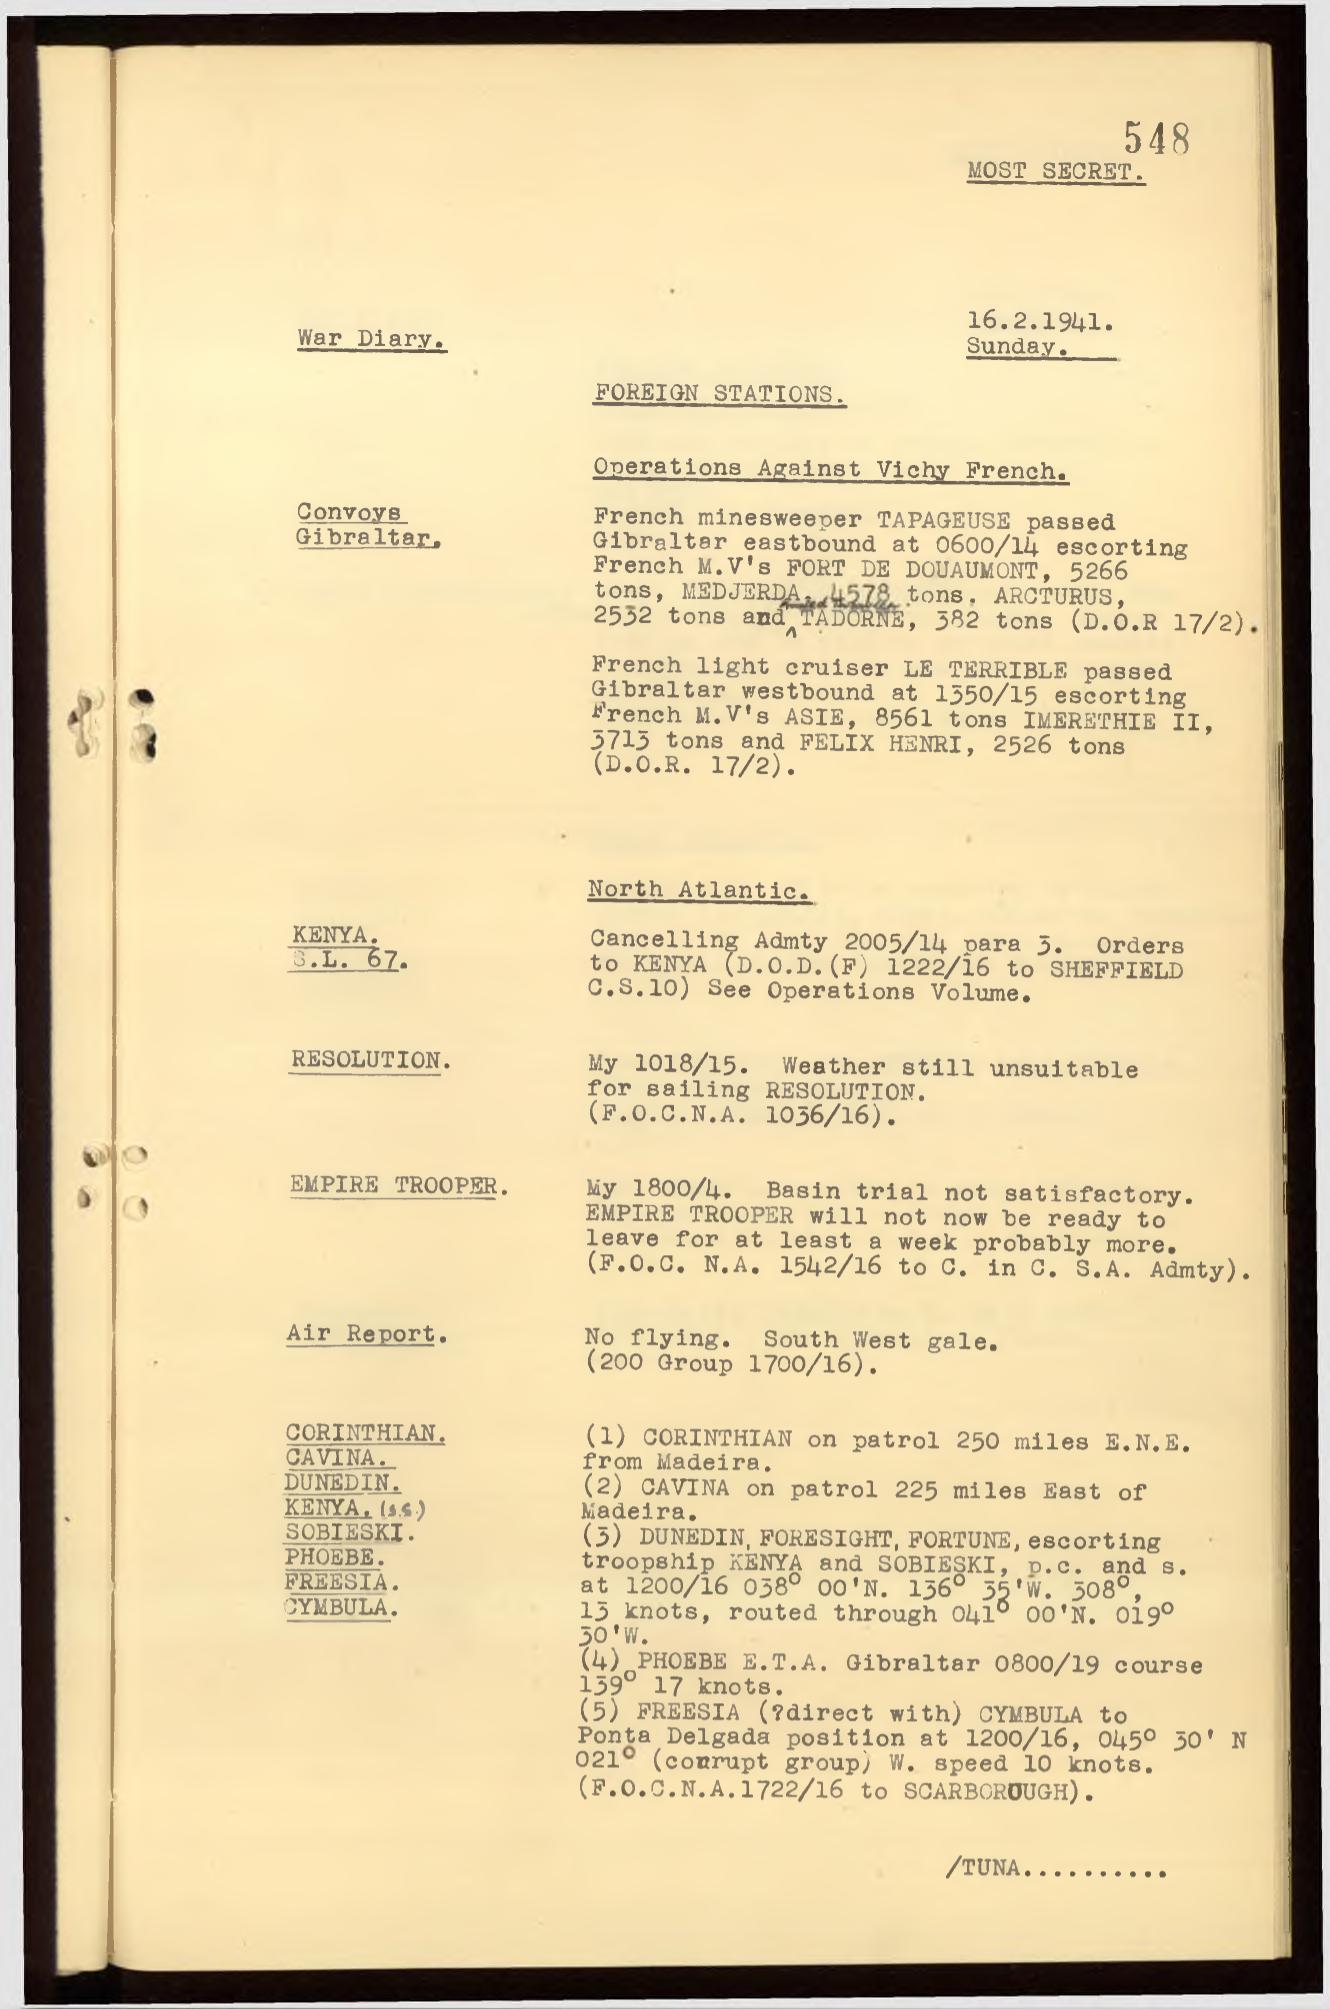 548
MOST SECRET.
War Diary.
16.2.1941.
Sunday.
FOREIGN STATIONS.
Operations Against Vichy French.
Convoys
Gibraltar.
French minesweeper TAPAGEUSE passed
Gibraltar eastbound at 0600/14 escorting
French M.V's FORT DE DOUAUMONT, 5266
tons, MEDJERDA, 4578 tons. ARCTURUS,
2532 tons and TADORNE, 382 tons (D.O.R 17/2).
French light cruiser LE TERRIBLE passed
Gibraltar westbound at 1350/15 escorting
French M.V's ASIE, 8561 tons IMERETHIE II,
3713 tons and FELIX HENRI, 2526 tons
(D.O.R. 17/2).
North Atlantic.
KENYA.
S.L. 67.
Cancelling Admty 2005/14 para 3. Orders
to KENYA (D.O.D.(F) 1222/16 to SHEFFIELD
C.S.10) See Operations Volume.
RESOLUTION.
My 1018/15. Weather still unsuitable
for sailing RESOLUTION.
(F.O.C.N.A. 1036/16).
EMPIRE TROOPER.
My 1800/4. Basin trial not satisfactory.
EMPIRE TROOPER will not now be ready to
leave for at least a week probably more.
(F.O.C. N.A. 1542/16 to C. in C. S.A. Admty).
Air Report.
No flying. South West gale.
(200 Group 1700/16).
CORINTHIAN.
CAVINA.
DUNEDIN.
KENYA. (s.s.)
SOBIESKI.
PHOEBE.
FREESIA.
CYMBULA.
(1) CORINTHIAN on patrol 250 miles E.N.E.
from Madeira.
(2) CAVINA on patrol 225 miles East of
Madeira.
(3) DUNEDIN, FORESIGHT, FORTUNE, escorting
troopship KENYA and SOBIESKI, p.c. and s.
at 1200/16 038° 00'N. 136° 35'W. 308°,
13 knots, routed through 041° 00'N. 019°
30'W.
(4) PHOEBE E.T.A. Gibraltar 0800/19 course
139° 17 knots.
(5) FREESIA (?direct with) CYMBULA to
Ponta Delgada position at 1200/16, 045° 30' N
021° (corrupt group) W. speed 10 knots.
(F.O.C.N.A.1722/16 to SCARBOROUGH).
/TUNA..........